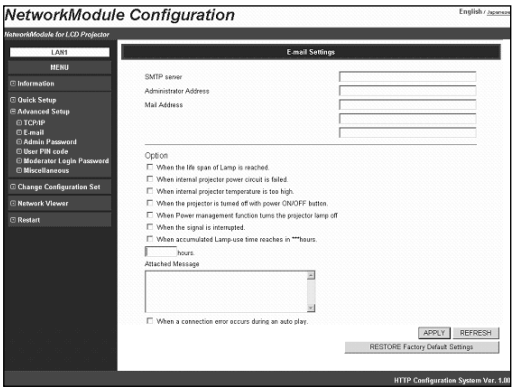 NetworkModule Configuration
English / Japanese
NetworkModule for LCD Projector
LAN1
MENU
Information
Quick Setup
Advanced Setup
TCP/IP
E-mail
Admin Password
User PIN code
Moderator Login Password
Miscellaneous
Change Configuration Set
Network Viewer
Restart
E-mail Settings
SMTP server
Administrator Address
Mail Address
Option
When the life span of Lamp is reached.
When internal projector power circuit is failed.
When internal projector temperature is too high.
When the projector is turned off with power ON/OFF button.
When Power management function turns the projector lamp off
When the signal is interrupted.
When accumulated Lamp-use time reaches in ***hours.
hours.
Attached Message
When a connection error occurs during an auto play.
APPLY
REFRESH
RESTORE Factory Default Settings
HTTP Configuration System Ver. 1.00